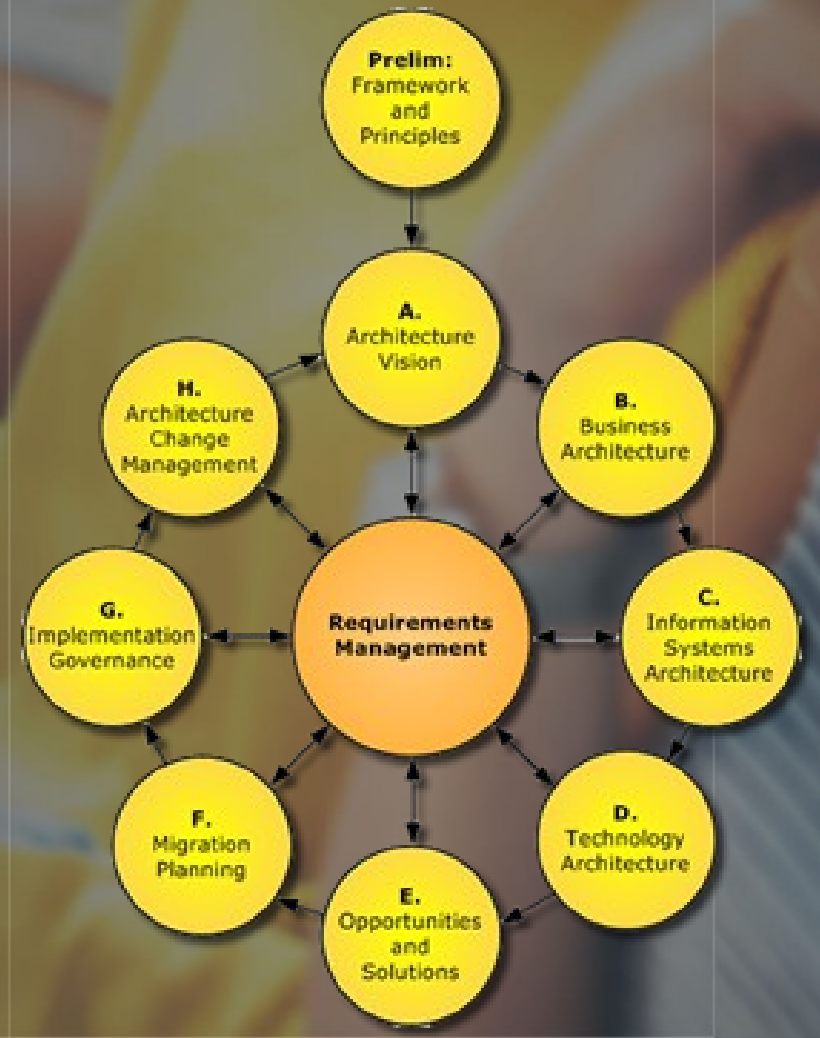 Prelim:
Framework
and
Principles
A.
Architecture
Vision
B.
Business
Architecture
C.
Information
Systems
Architecture
D.
Technology
Architecture
E.
Opportunities
and
Solutions
F.
Migration
Planning
G.
Implementation
Governance
H.
Architecture
Change
Management
Requirements
Management